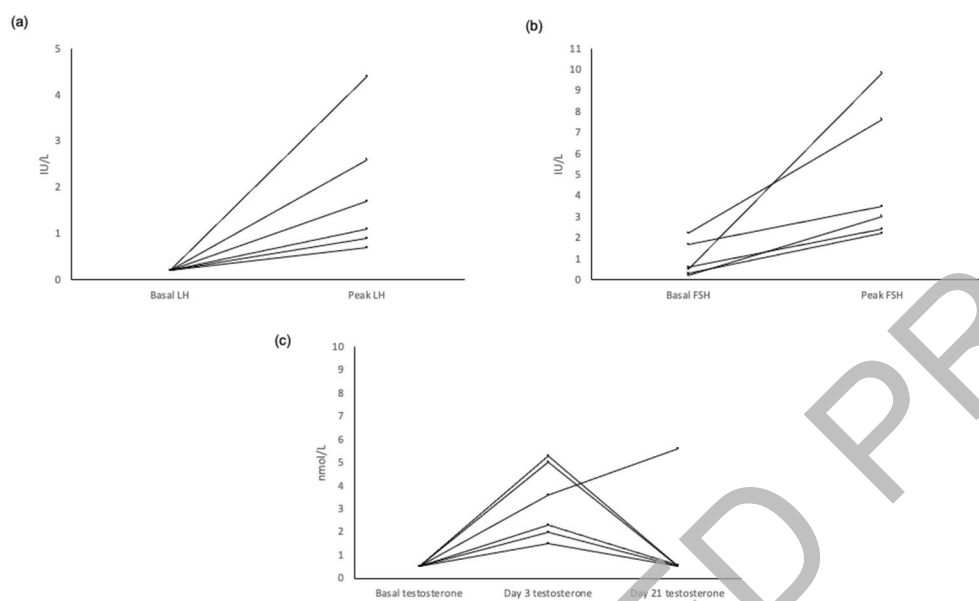 (a)
5
4
3
2
1
0
IU/L
Basal LH
Peak LH
(b)
11
10
9
8
7
6
5
4
3
2
1
0
IU/L
Basal FSH
Peak FSH
(c)
10
9
8
7
6
5
4
3
2
1
0
nmol/L
Basal testosterone
Day 3 testosterone
Day 21 testosterone
D PR